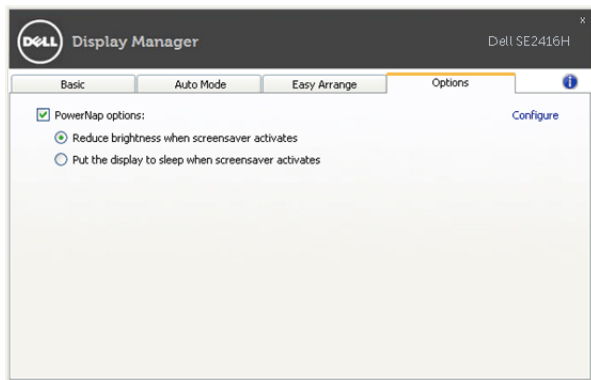 x
DELL Display Manager Dell SE2416H
Basic Auto Mode Easy Arrange Options i
PowerNap options: Configure
Reduce brightness when screensaver activates
Put the display to sleep when screensaver activates